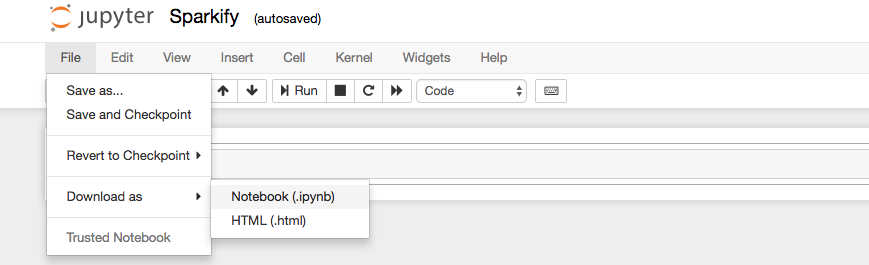 jupyter Sparkify (autosaved)
File Edit View Insert Cell Kernel Widgets Help
Run Code
Save as...
Save and Checkpoint
Revert to Checkpoint
Download as
Notebook (.ipynb)
HTML (.html)
Trusted Notebook